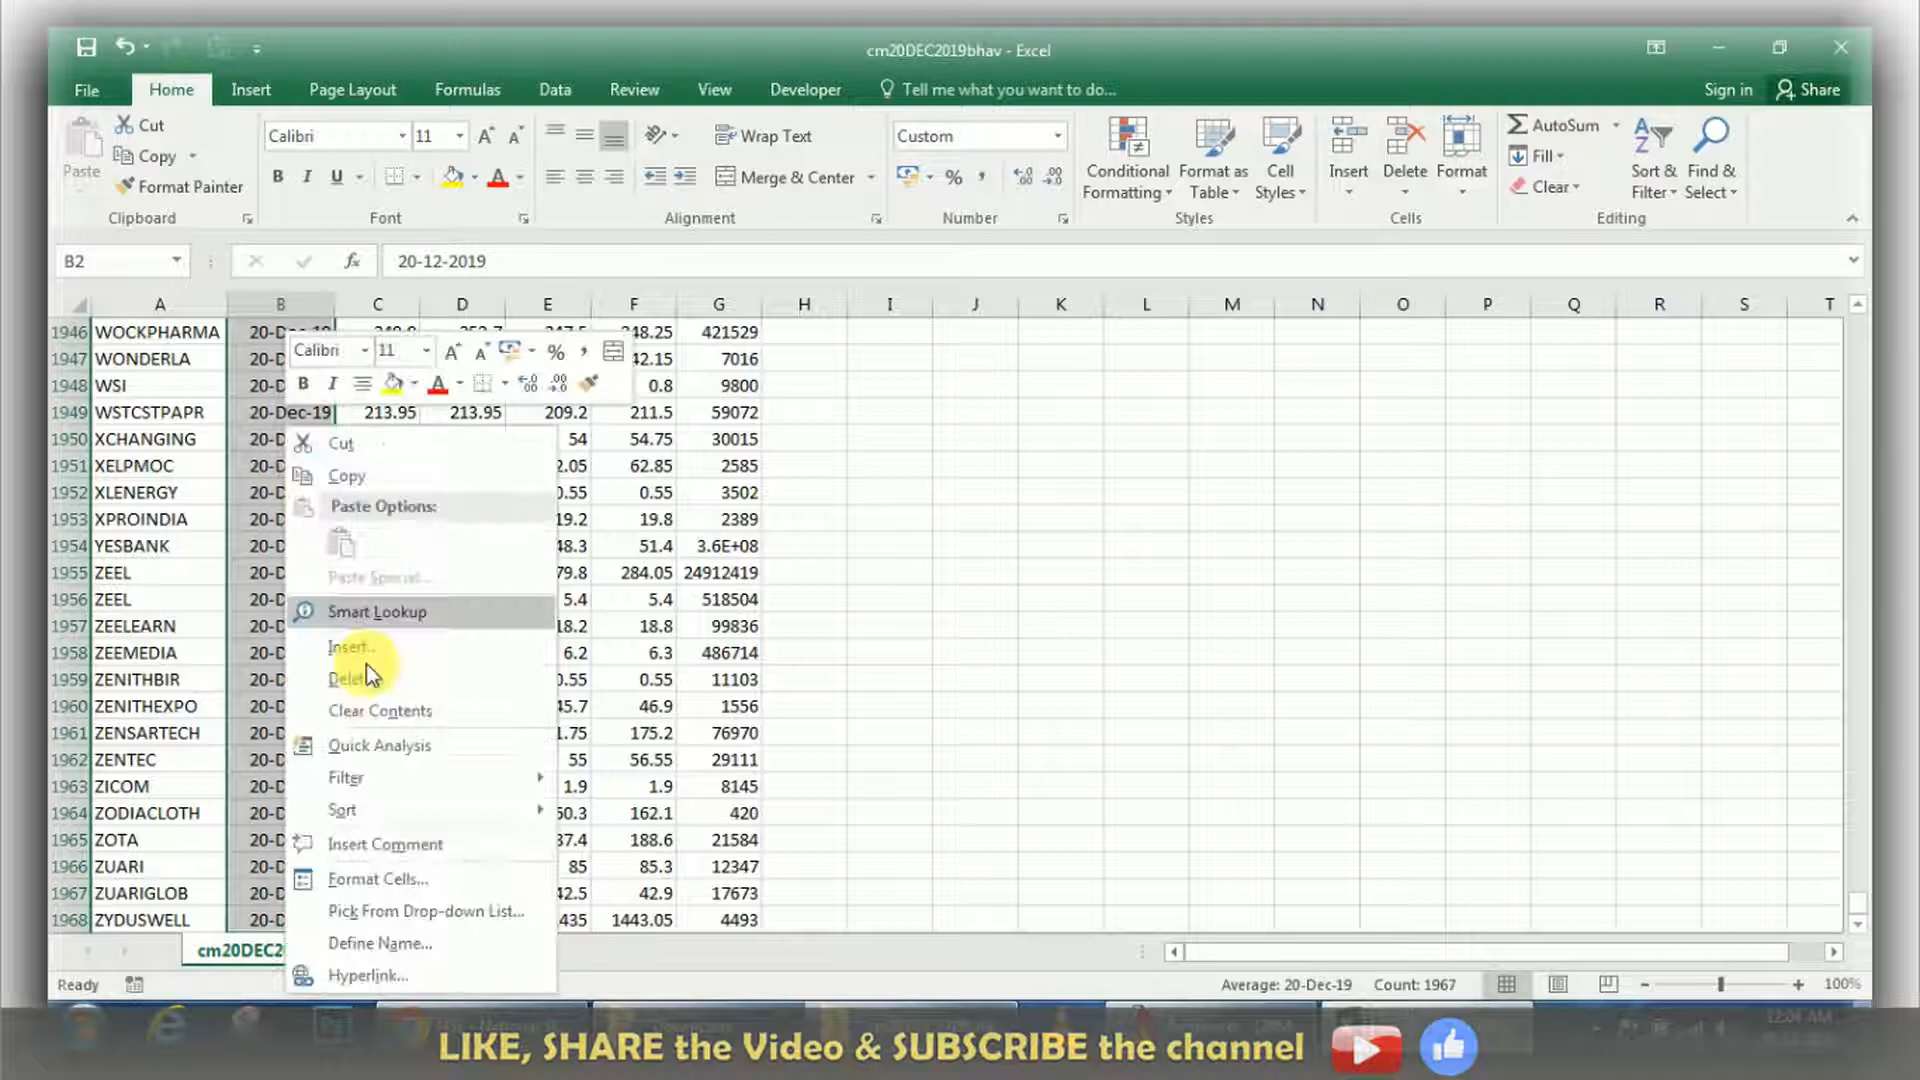 cm20DEC2019bhav - Excel
File Home Insert Page Layout Formulas Data Review View Developer Tell me what you want to do... Sign in Share
Cut
Copy
Format Painter
Paste
Clipboard
Calibri 11
B I U
Font
Wrap Text
Merge & Center
Alignment
Custom
%
Number
Conditional Formatting
Format as Table
Cell Styles
Styles
Insert Delete Format
Cells
AutoSum
Fill
Clear
Sort & Filter
Find & Select
Editing
B2 fx 20-12-2019
A B C D E F G H I J K L M N O P Q R S T
1946 WOCKPHARMA 421529
1947 WONDERLA 20-D 42.15 7016
1948 WSI 20-D 0.8 9800
1949 WSTCSTPAPR 20-Dec-19 213.95 213.95 209.2 211.5 59072
1950 XCHANGING 20-D 54 54.75 30015
1951 XELPMOC 20-D 2.05 62.85 2585
1952 XLENERGY 20-D 0.55 0.55 3502
1953 XPROINDIA 20-D 19.2 19.8 2389
1954 YESBANK 20-D 48.3 51.4 3.6E+08
1955 ZEEL 20-D 79.8 284.05 24912419
1956 ZEEL 20-D 5.4 5.4 518504
1957 ZEELEARN 20-D 18.2 18.8 99836
1958 ZEEMEDIA 20-D 6.2 6.3 486714
1959 ZENITHBIR 20-D 0.55 0.55 11103
1960 ZENITHEXPO 20-D 45.7 46.9 1556
1961 ZENSARTECH 20-D 1.75 175.2 76970
1962 ZENTEC 20-D 55 56.55 29111
1963 ZICOM 20-D 1.9 1.9 8145
1964 ZODIACLOTH 20-D 50.3 162.1 420
1965 ZOTA 20-D 37.4 188.6 21584
1966 ZUARI 20-D 85 85.3 12347
1967 ZUARIGLOB 20-D 42.5 42.9 17673
1968 ZYDUSWELL 20-D 435 1443.05 4493
Calibri 11 %
B I
Cut
Copy
Paste Options:
Paste Special...
Smart Lookup
Insert...
Delet
Clear Contents
Quick Analysis
Filter
Sort
Insert Comment
Format Cells...
Pick From Drop-down List...
Define Name...
Hyperlink...
cm20DEC2
Ready Average: 20-Dec-19 Count: 1967 100%
12:04 AM
LIKE, SHARE the Video & SUBSCRIBE the channel